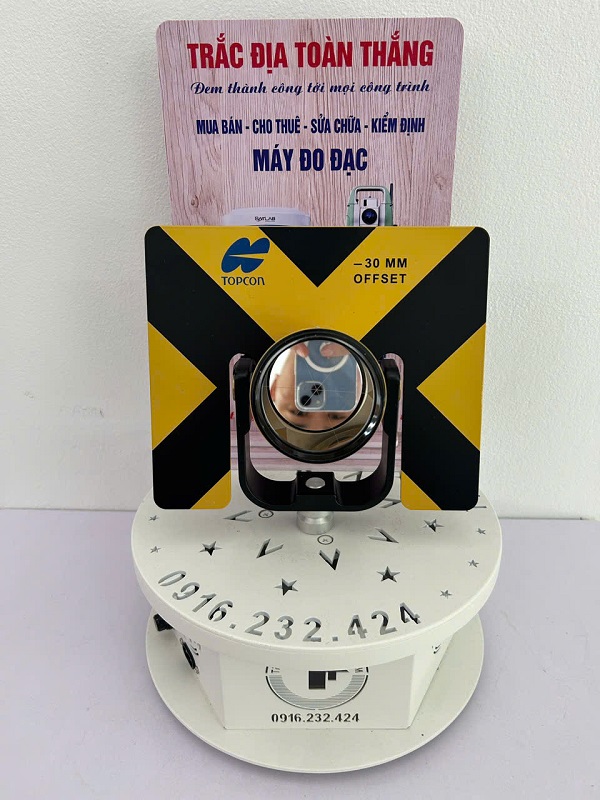 TRẮC ĐỊA TOÀN THẮNG
Đem thành công tới mọi công trình
MUA BÁN - CHO THUÊ - SỬA CHỮA - KIỂM ĐỊNH
MÁY ĐO ĐẠC
TOPCON
–30 MM
OFFSET
0916.232.424
0916.232.424